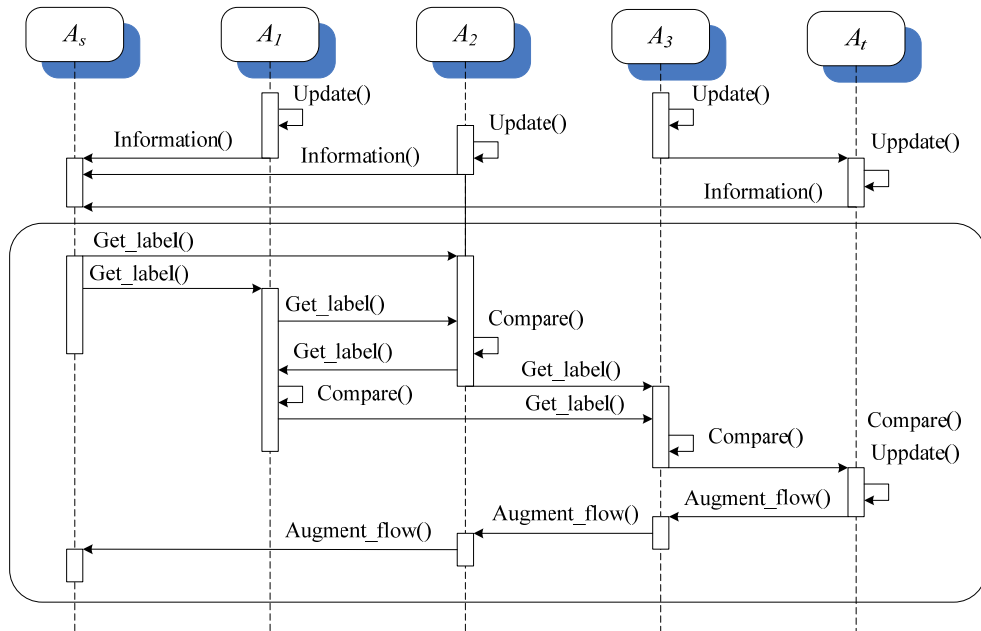 As
A1
A2
A3
At
Update()
Update()
Update()
Information()
Information()
Uppdate()
Information()
Get_label()
Get_label()
Get_label()
Compare()
Get_label()
Get_label()
Compare()
Get_label()
Compare()
Compare()
Uppdate()
Augment_flow()
Augment_flow()
Augment_flow()